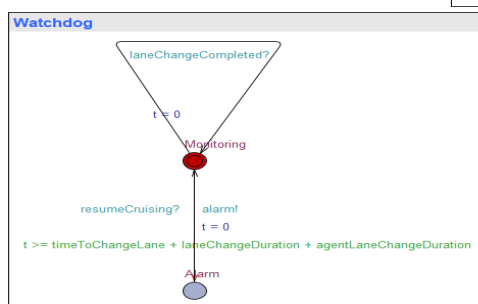 Watchdog
laneChangeCompleted?
t = 0
Monitoring
resumeCruising? alarm!
t = 0
t >= timeToChangeLane + laneChangeDuration + agentLaneChangeDuration
Alarm